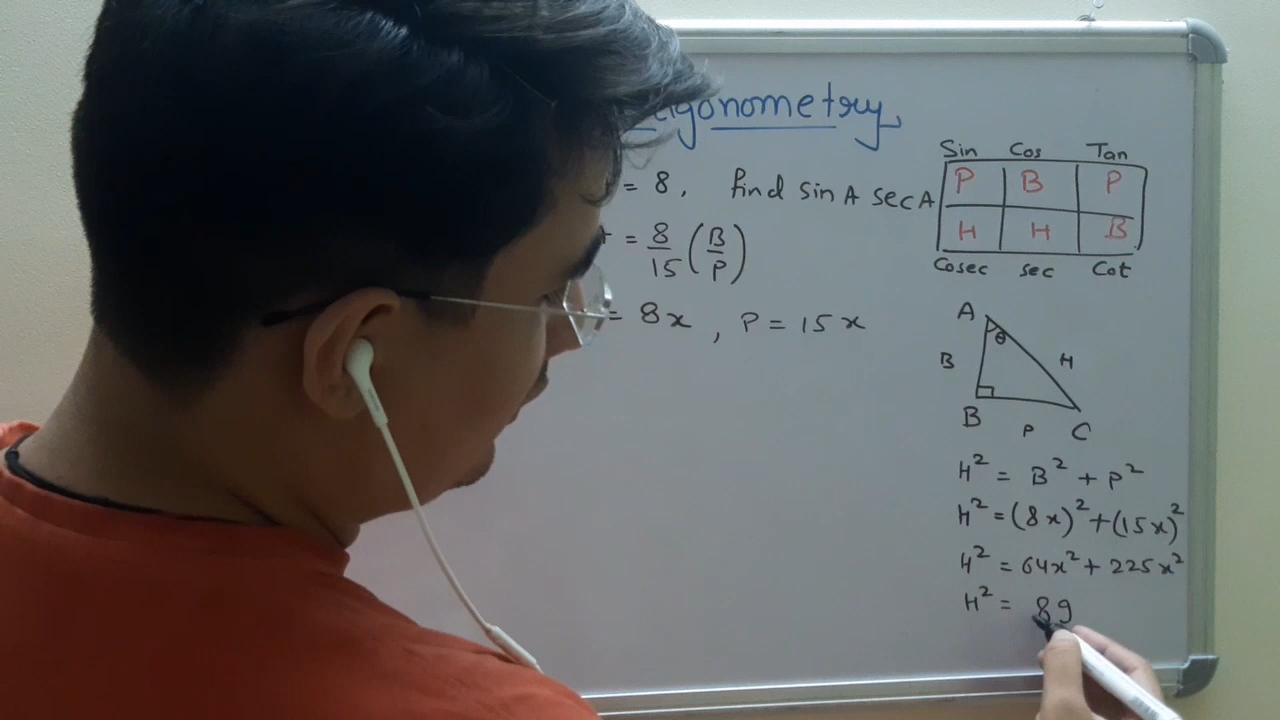 rigonometry
= 8, find sin A sec A
= 8/15 (B/P)
= 8x, P = 15x
Sin Cos Tan
P B P
H H B
Cosec sec Cot
A
θ
B H
B P C
H² = B² + P²
H² = (8x)² + (15x)²
H² = 64x² + 225x²
H² = 89